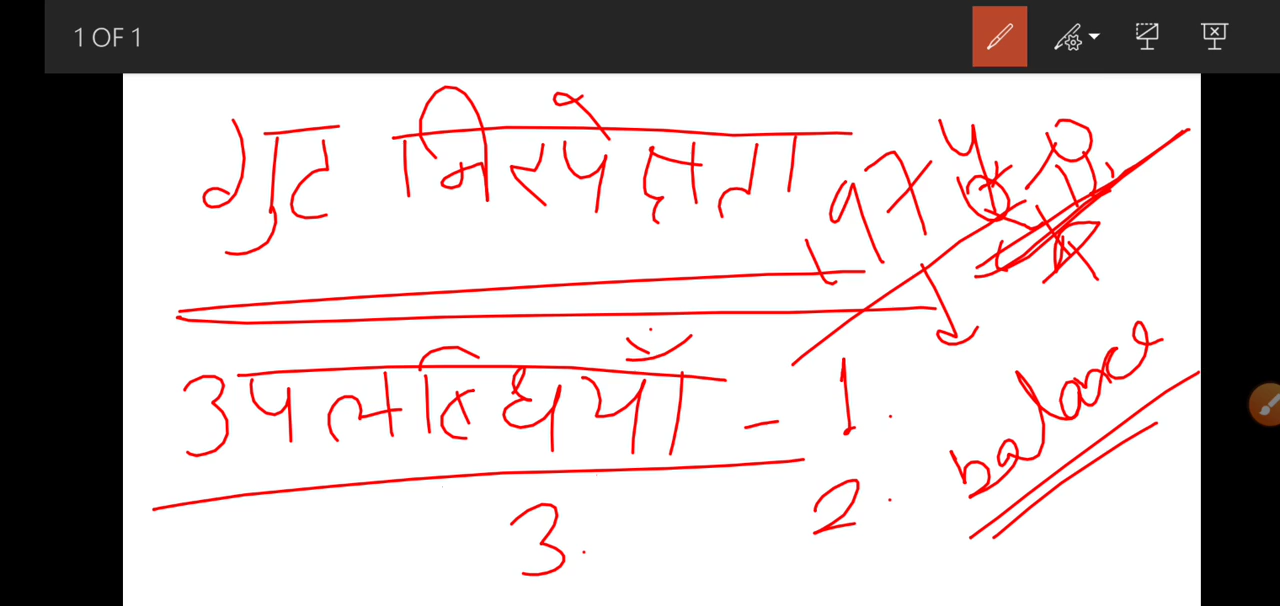 1 OF 1
गुट निरपेक्षता
उपलब्धियाँ - 1.
2. balance
3.